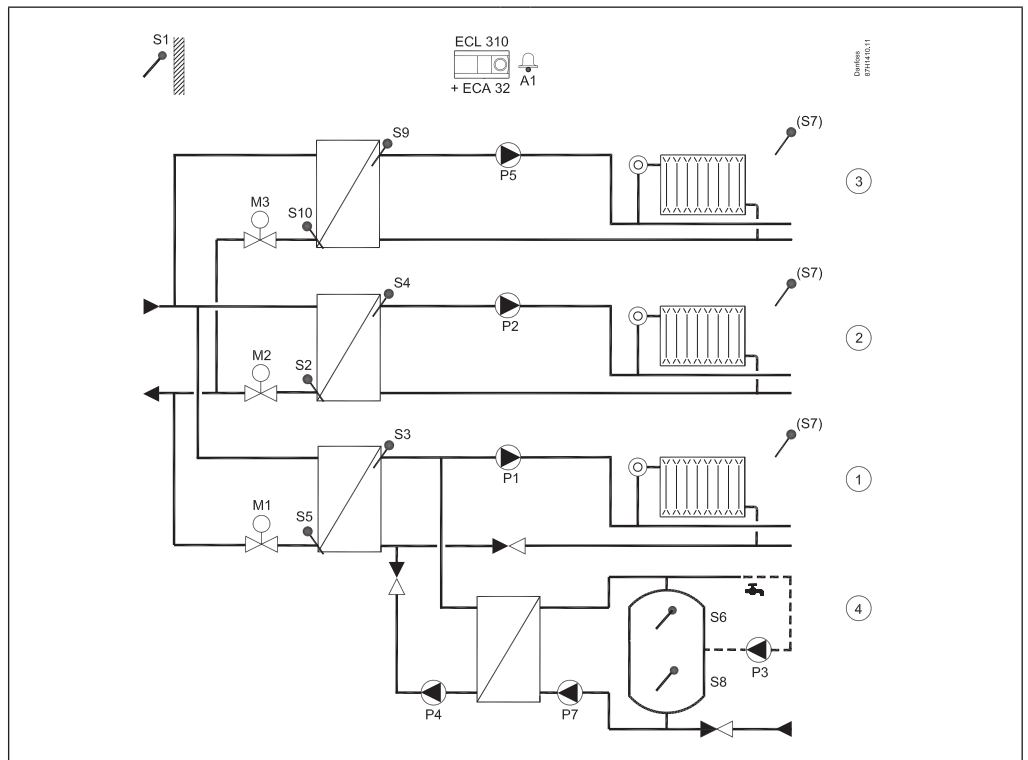 S1
ECL 310
A1
+ ECA 32
Danfoss
87H1410.11
S9
(S7)
P5
3
M3
S10
S4
(S7)
P2
2
M2
S2
S3
(S7)
P1
1
M1
S5
4
S6
P3
S8
P4
P7